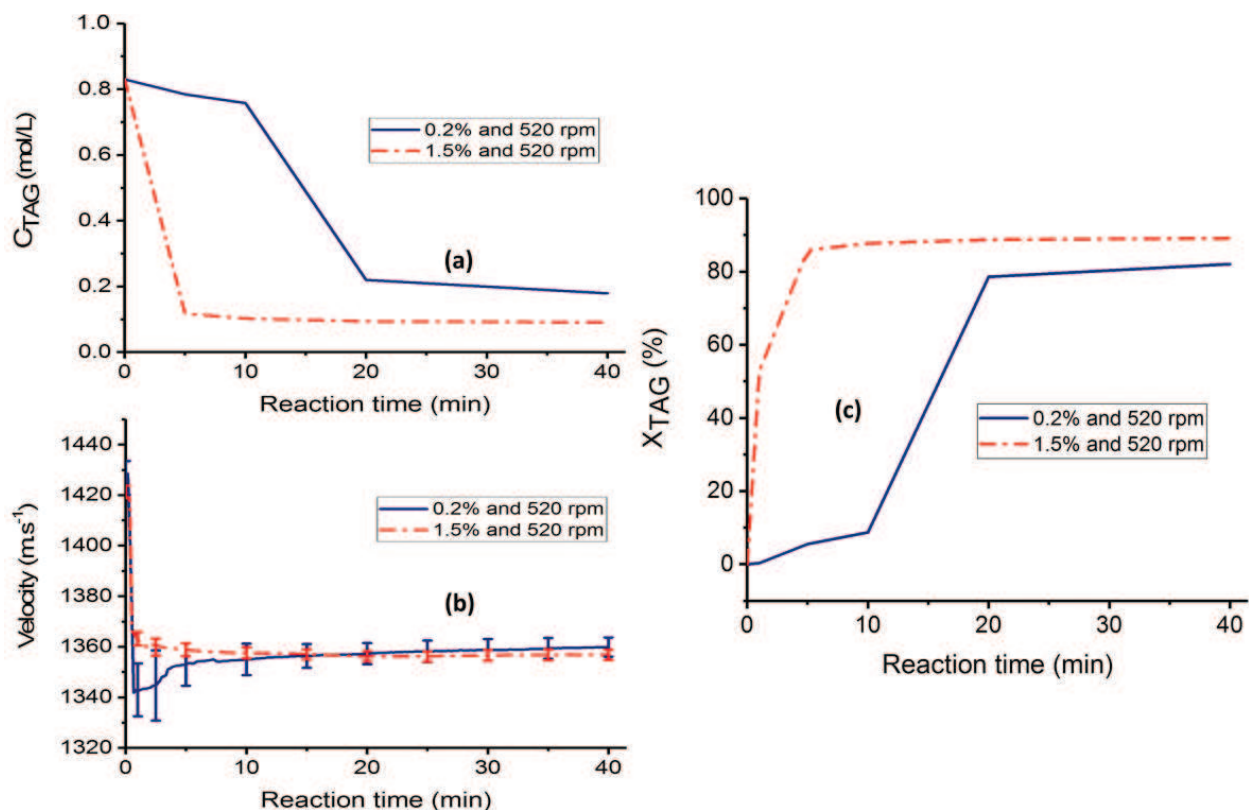 1.0
0.8
0.6
0.4
0.2
0.0
C_TAG (mol/L)
0.2% and 520 rpm
1.5% and 520 rpm
(a)
0 10 20 30 40
Reaction time (min)
1440
1420
1400
1380
1360
1340
1320
Velocity (m.s⁻¹)
0.2% and 520 rpm
1.5% and 520 rpm
(b)
0 10 20 30 40
Reaction time (min)
100
80
60
40
20
0
X_TAG (%)
(c)
0.2% and 520 rpm
1.5% and 520 rpm
0 10 20 30 40
Reaction time (min)